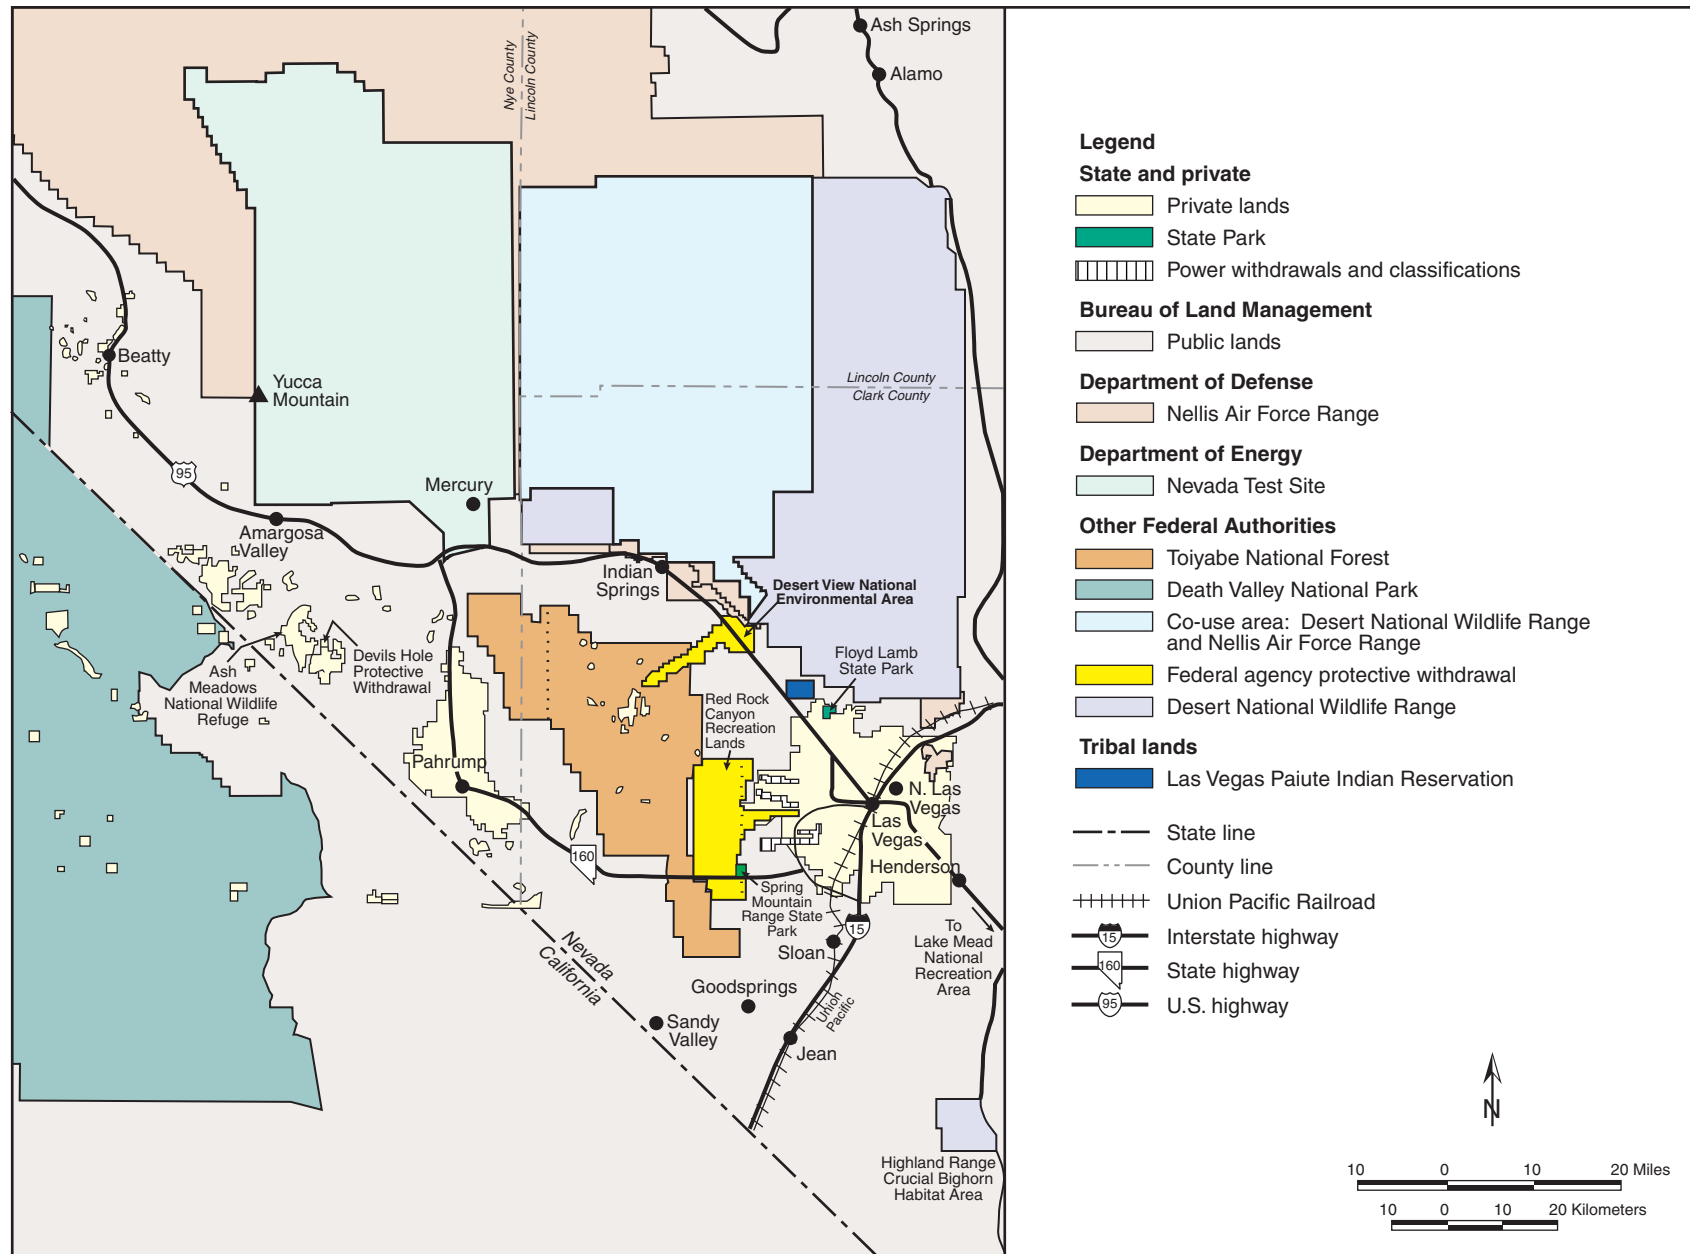 Ash Springs
Alamo
Nye County
Lincoln County
Beatty
Yucca
Mountain
Lincoln County
Clark County
95
Mercury
Amargosa
Valley
Indian
Springs
Desert View National
Environmental Area
Floyd Lamb
State Park
Ash
Meadows
National Wildlife
Refuge
Devils Hole
Protective
Withdrawal
Red Rock
Canyon
Recreation
Lands
Pahrump
N. Las
Vegas
Las
Vegas
160
Henderson
Spring
Mountain
Range State
Park
15
To
Lake Mead
National
Recreation
Area
Nevada
California
Sloan
Goodsprings
Sandy
Valley
Union
Pacific
Jean
Highland Range
Crucial Bighorn
Habitat Area
Legend
State and private
Private lands
State Park
Power withdrawals and classifications
Bureau of Land Management
Public lands
Department of Defense
Nellis Air Force Range
Department of Energy
Nevada Test Site
Other Federal Authorities
Toiyabe National Forest
Death Valley National Park
Co-use area: Desert National Wildlife Range
and Nellis Air Force Range
Federal agency protective withdrawal
Desert National Wildlife Range
Tribal lands
Las Vegas Paiute Indian Reservation
State line
County line
Union Pacific Railroad
15 Interstate highway
160 State highway
95 U.S. highway
N
10 0 10 20 Miles
10 0 10 20 Kilometers